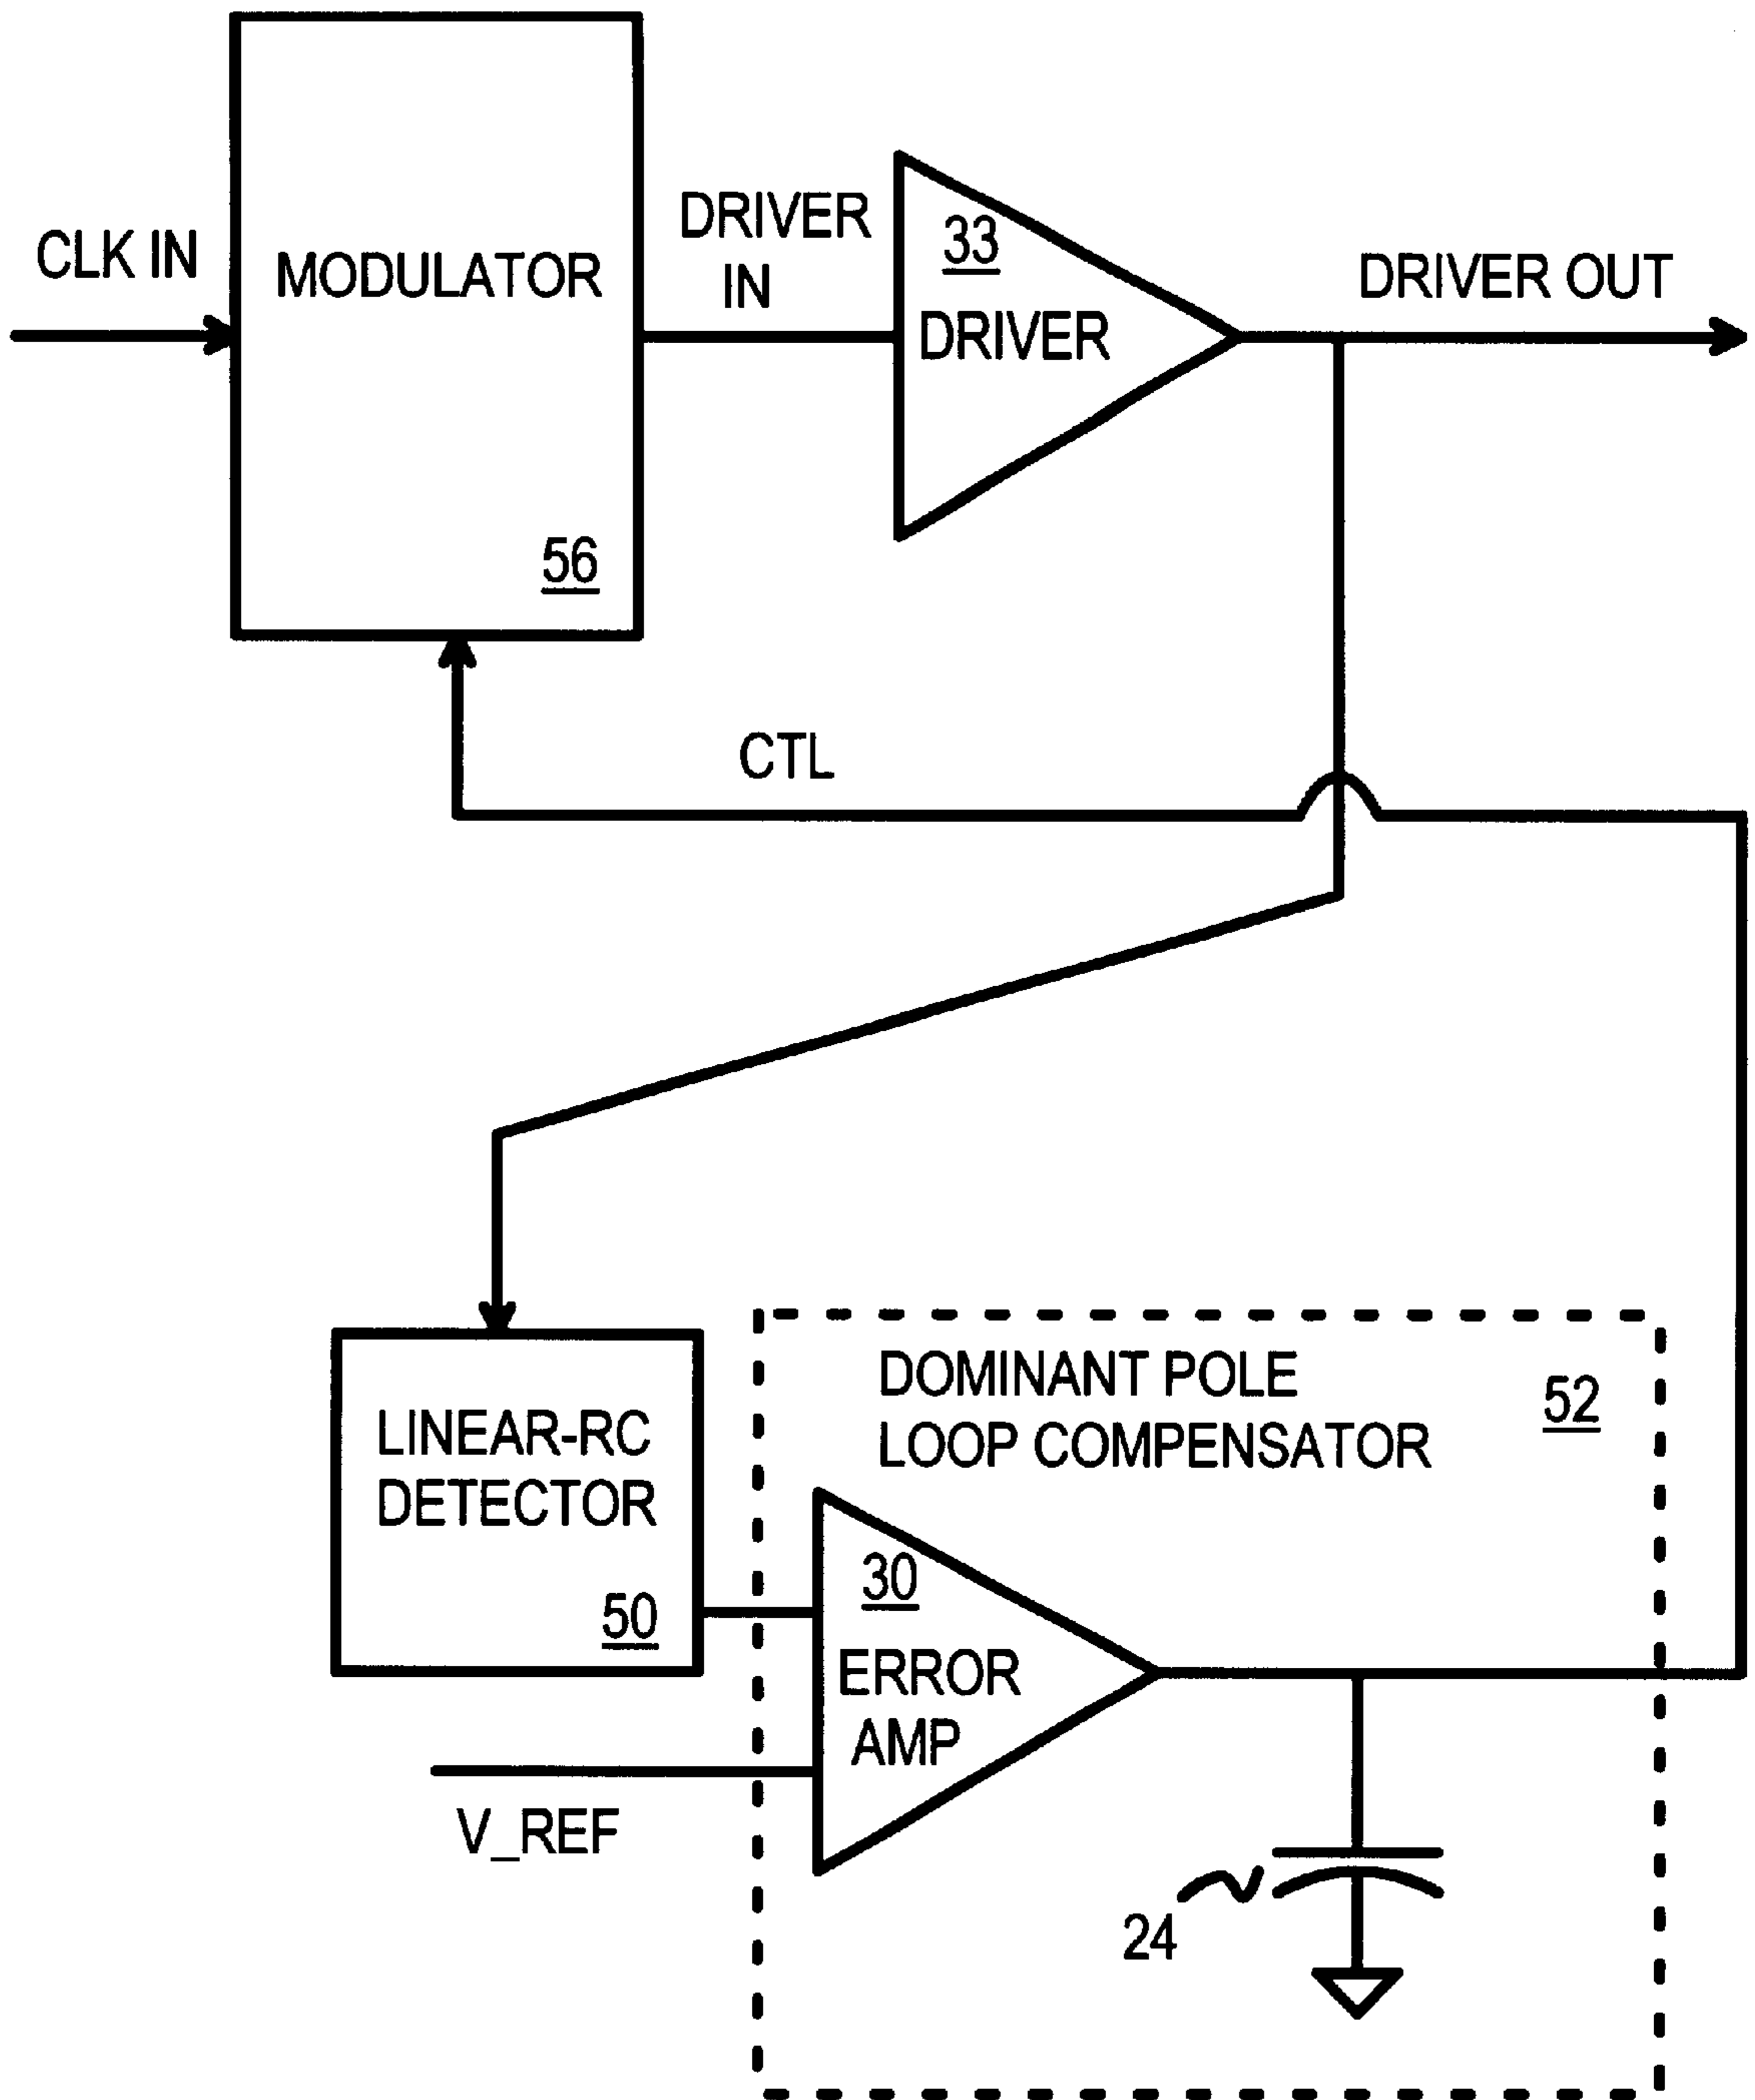 CLK IN
MODULATOR
56
DRIVER
IN
33
DRIVER
DRIVER OUT
CTL
LINEAR-RC
DETECTOR
50
DOMINANT POLE
LOOP COMPENSATOR
52
30
ERROR
AMP
V_REF
24